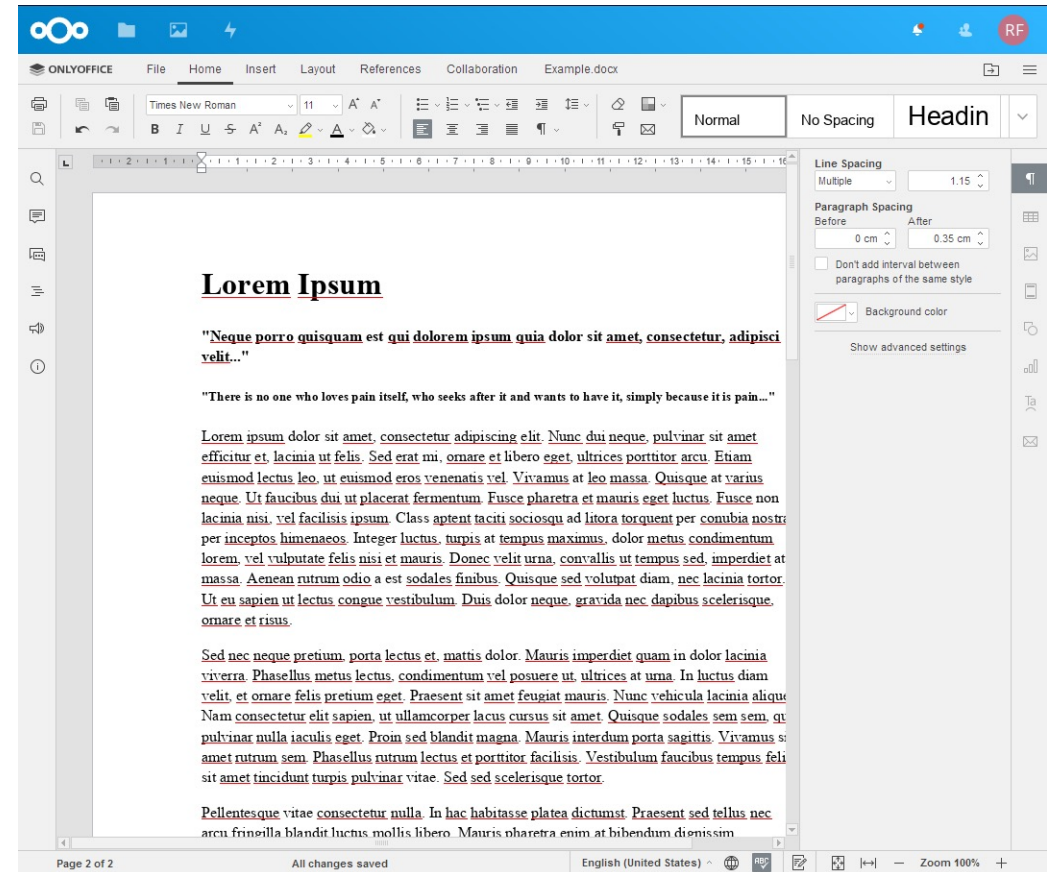 RF
ONLYOFFICE File Home Insert Layout References Collaboration Example.docx
Times New Roman 11
Normal No Spacing Headin
Line Spacing
Multiple 1.15
Paragraph Spacing
Before After
0 cm 0.35 cm
Don't add interval between
paragraphs of the same style
Background color
Show advanced settings
Lorem Ipsum
"Neque porro quisquam est qui dolorem ipsum quia dolor sit amet, consectetur, adipisci
velit..."
"There is no one who loves pain itself, who seeks after it and wants to have it, simply because it is pain..."
Lorem ipsum dolor sit amet, consectetur adipiscing elit. Nunc dui neque, pulvinar sit amet
efficitur et, lacinia ut felis. Sed erat mi, ornare et libero eget, ultrices porttitor arcu. Etiam
euismod lectus leo, ut euismod eros venenatis vel. Vivamus at leo massa. Quisque at varius
neque. Ut faucibus dui ut placerat fermentum. Fusce pharetra et mauris eget luctus. Fusce non
lacinia nisi, vel facilisis ipsum. Class aptent taciti sociosqu ad litora torquent per conubia nostra
per inceptos himenaeos. Integer luctus, turpis at tempus maximus, dolor metus condimentum
lorem, vel vulputate felis nisi et mauris. Donec velit urna, convallis ut tempus sed, imperdiet at
massa. Aenean rutrum odio a est sodales finibus. Quisque sed volutpat diam, nec lacinia tortor.
Ut eu sapien ut lectus congue vestibulum. Duis dolor neque, gravida nec dapibus scelerisque,
ornare et risus.
Sed nec neque pretium, porta lectus et, mattis dolor. Mauris imperdiet quam in dolor lacinia
viverra. Phasellus metus lectus, condimentum vel posuere ut, ultrices at urna. In luctus diam
velit, et ornare felis pretium eget. Praesent sit amet feugiat mauris. Nunc vehicula lacinia alique
Nam consectetur elit sapien, ut ullamcorper lacus cursus sit amet. Quisque sodales sem sem, qu
pulvinar nulla iaculis eget. Proin sed blandit magna. Mauris interdum porta sagittis. Vivamus s
amet rutrum sem. Phasellus rutrum lectus et porttitor facilisis. Vestibulum faucibus tempus feli
sit amet tincidunt turpis pulvinar vitae. Sed sed scelerisque tortor.
Pellentesque vitae consectetur nulla. In hac habitasse platea dictumst. Praesent sed tellus nec
arcu fringilla blandit luctus mollis libero. Mauris pharetra enim at bibendum dignissim
Page 2 of 2 All changes saved English (United States) Zoom 100%